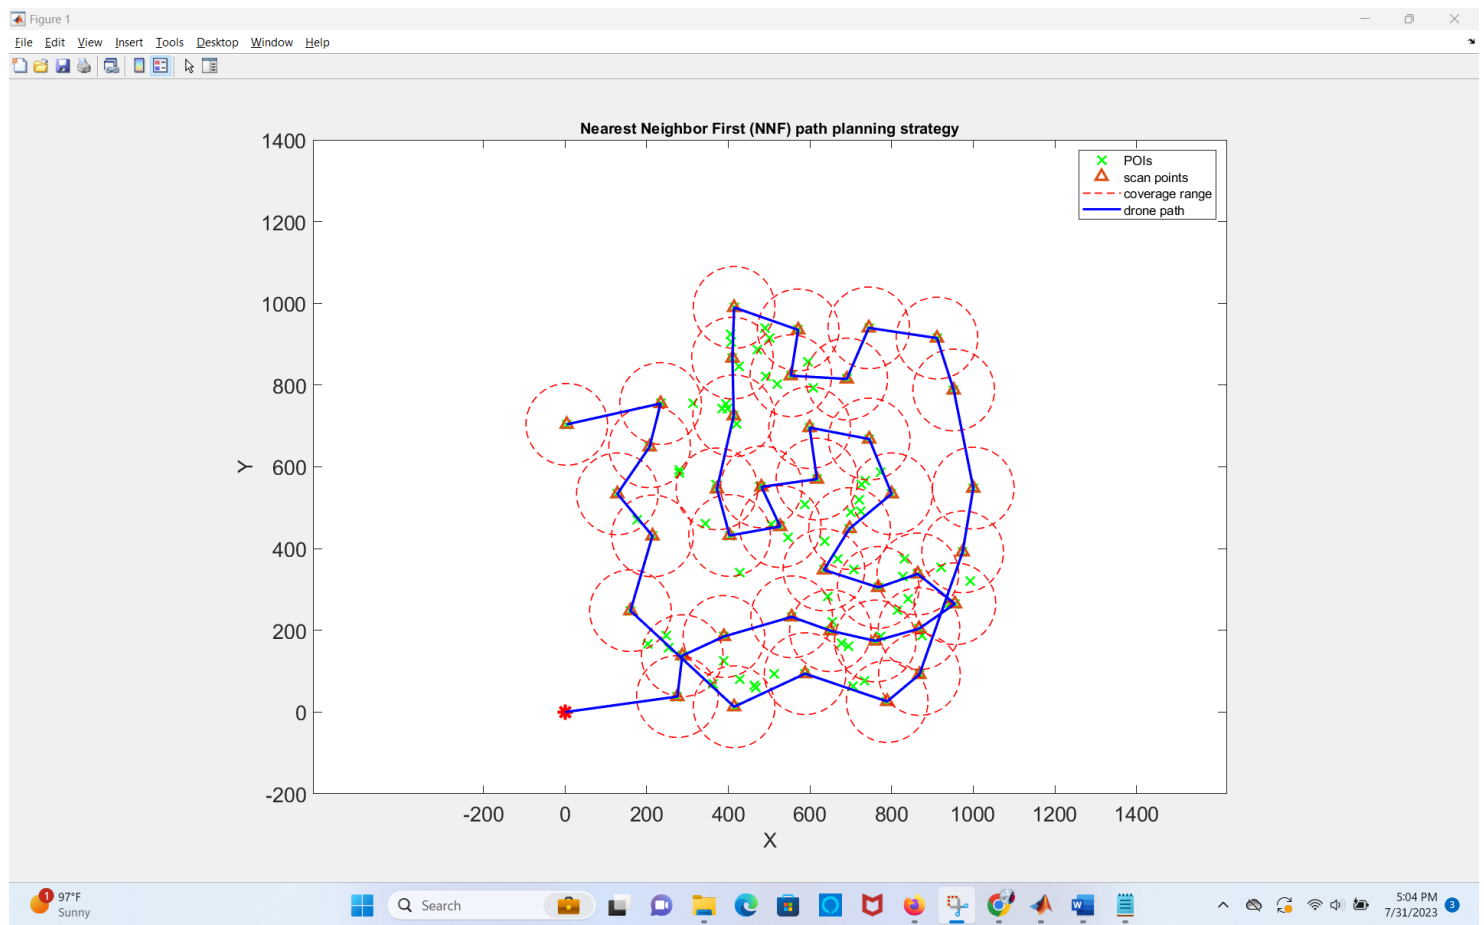 Figure 1
File Edit View Insert Tools Desktop Window Help
Nearest Neighbor First (NNF) path planning strategy
1400
1200
1000
800
600
400
200
0
-200
Y
POIs
scan points
coverage range
drone path
-200 0 200 400 600 800 1000 1200 1400
X
1
97°F
Sunny
Search
W
5:04 PM
7/31/2023
3